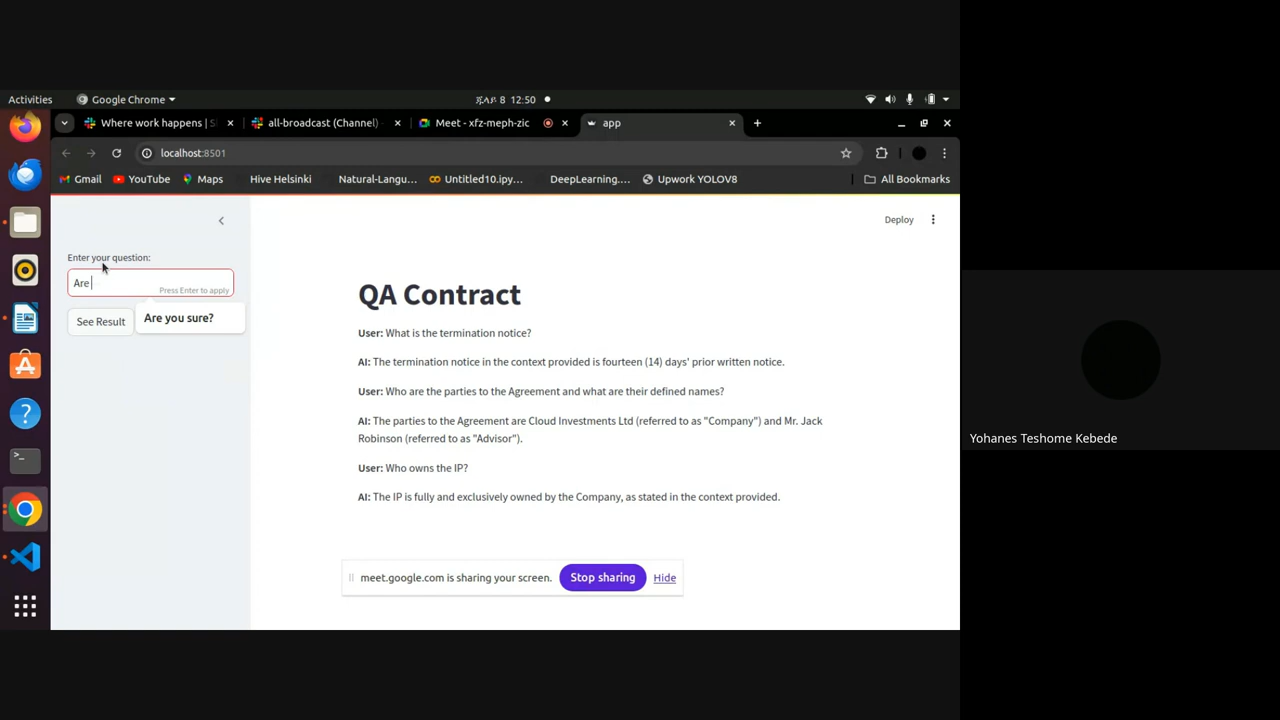 Activities
Google Chrome
ጃንዩ 8 12:50
Where work happens | S
all-broadcast (Channel)
Meet - xfz-meph-zic
app
localhost:8501
Gmail
YouTube
Maps
Hive Helsinki
Natural-Langu...
Untitled10.ipy...
DeepLearning....
Upwork YOLOV8
All Bookmarks
Deploy
Enter your question:
Are
Press Enter to apply
Are you sure?
See Result
QA Contract
User: What is the termination notice?
AI: The termination notice in the context provided is fourteen (14) days' prior written notice.
User: Who are the parties to the Agreement and what are their defined names?
AI: The parties to the Agreement are Cloud Investments Ltd (referred to as "Company") and Mr. Jack
Robinson (referred to as "Advisor").
User: Who owns the IP?
AI: The IP is fully and exclusively owned by the Company, as stated in the context provided.
meet.google.com is sharing your screen.
Stop sharing
Hide
Yohanes Teshome Kebede